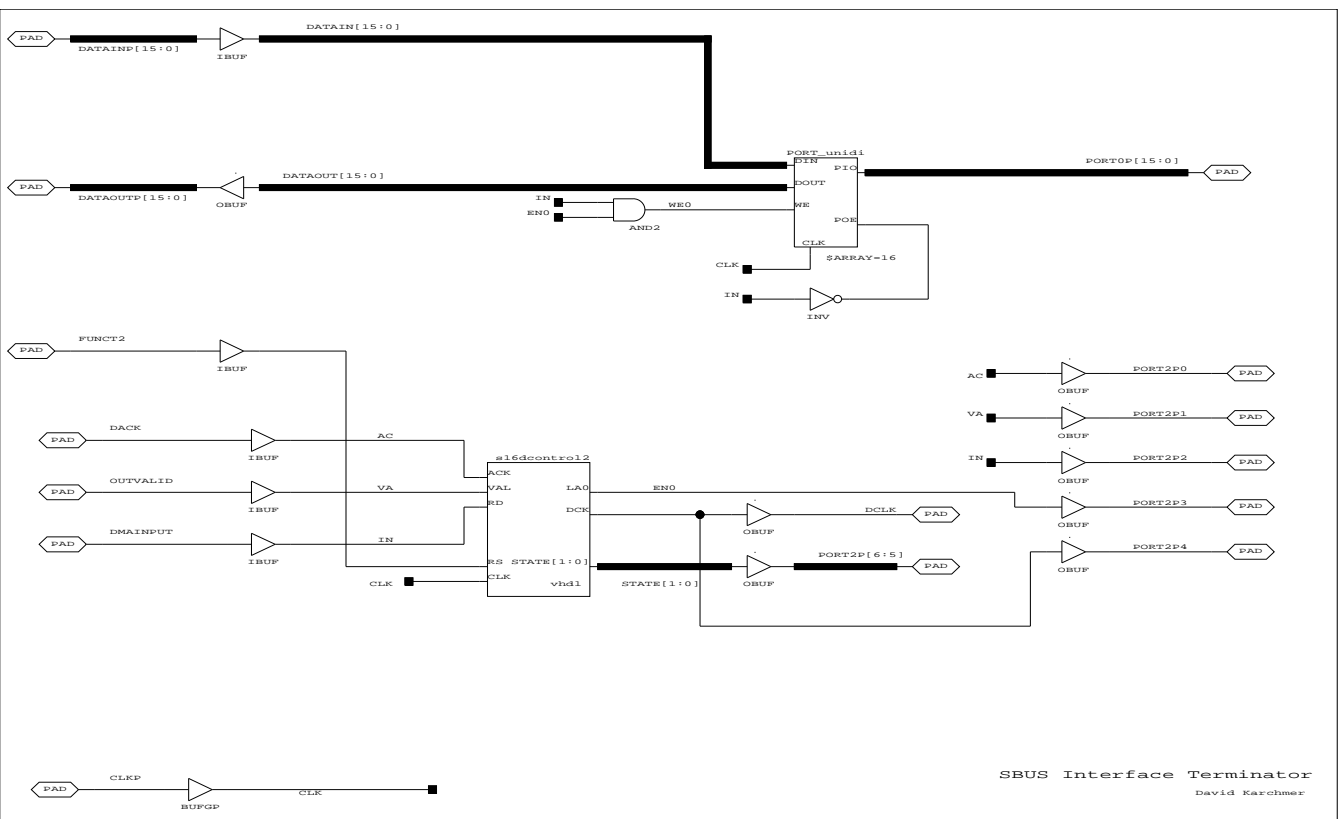 DATAIN[15:0]
PAD
DATAINP[15:0]
IBUF
PORT_unidi
DIN
PIO
PORT0P[15:0]
PAD
PAD
DATAOUTP[15:0]
OBUF
DATAOUT[15:0]
DOUT
IN
EN0
AND2
WE0
WE
POE
CLK
CLK
$ARRAY=16
IN
INV
FUNCT2
PAD
IBUF
AC
OBUF
PORT2P0
PAD
VA
OBUF
PORT2P1
PAD
IN
OBUF
PORT2P2
PAD
DACK
PAD
IBUF
AC
s16dcontrol2
ACK
OUTVALID
PAD
IBUF
VA
VAL
LA0
EN0
OBUF
PORT2P3
PAD
RD
DCK
OBUF
DCLK
PAD
DMAINPUT
PAD
IBUF
IN
OBUF
PORT2P4
PAD
RS
STATE[1:0]
STATE[1:0]
OBUF
PORT2P[6:5]
PAD
CLK
CLK
vhdl
CLKP
PAD
BUFGP
CLK
SBUS Interface Terminator
David Karchmer